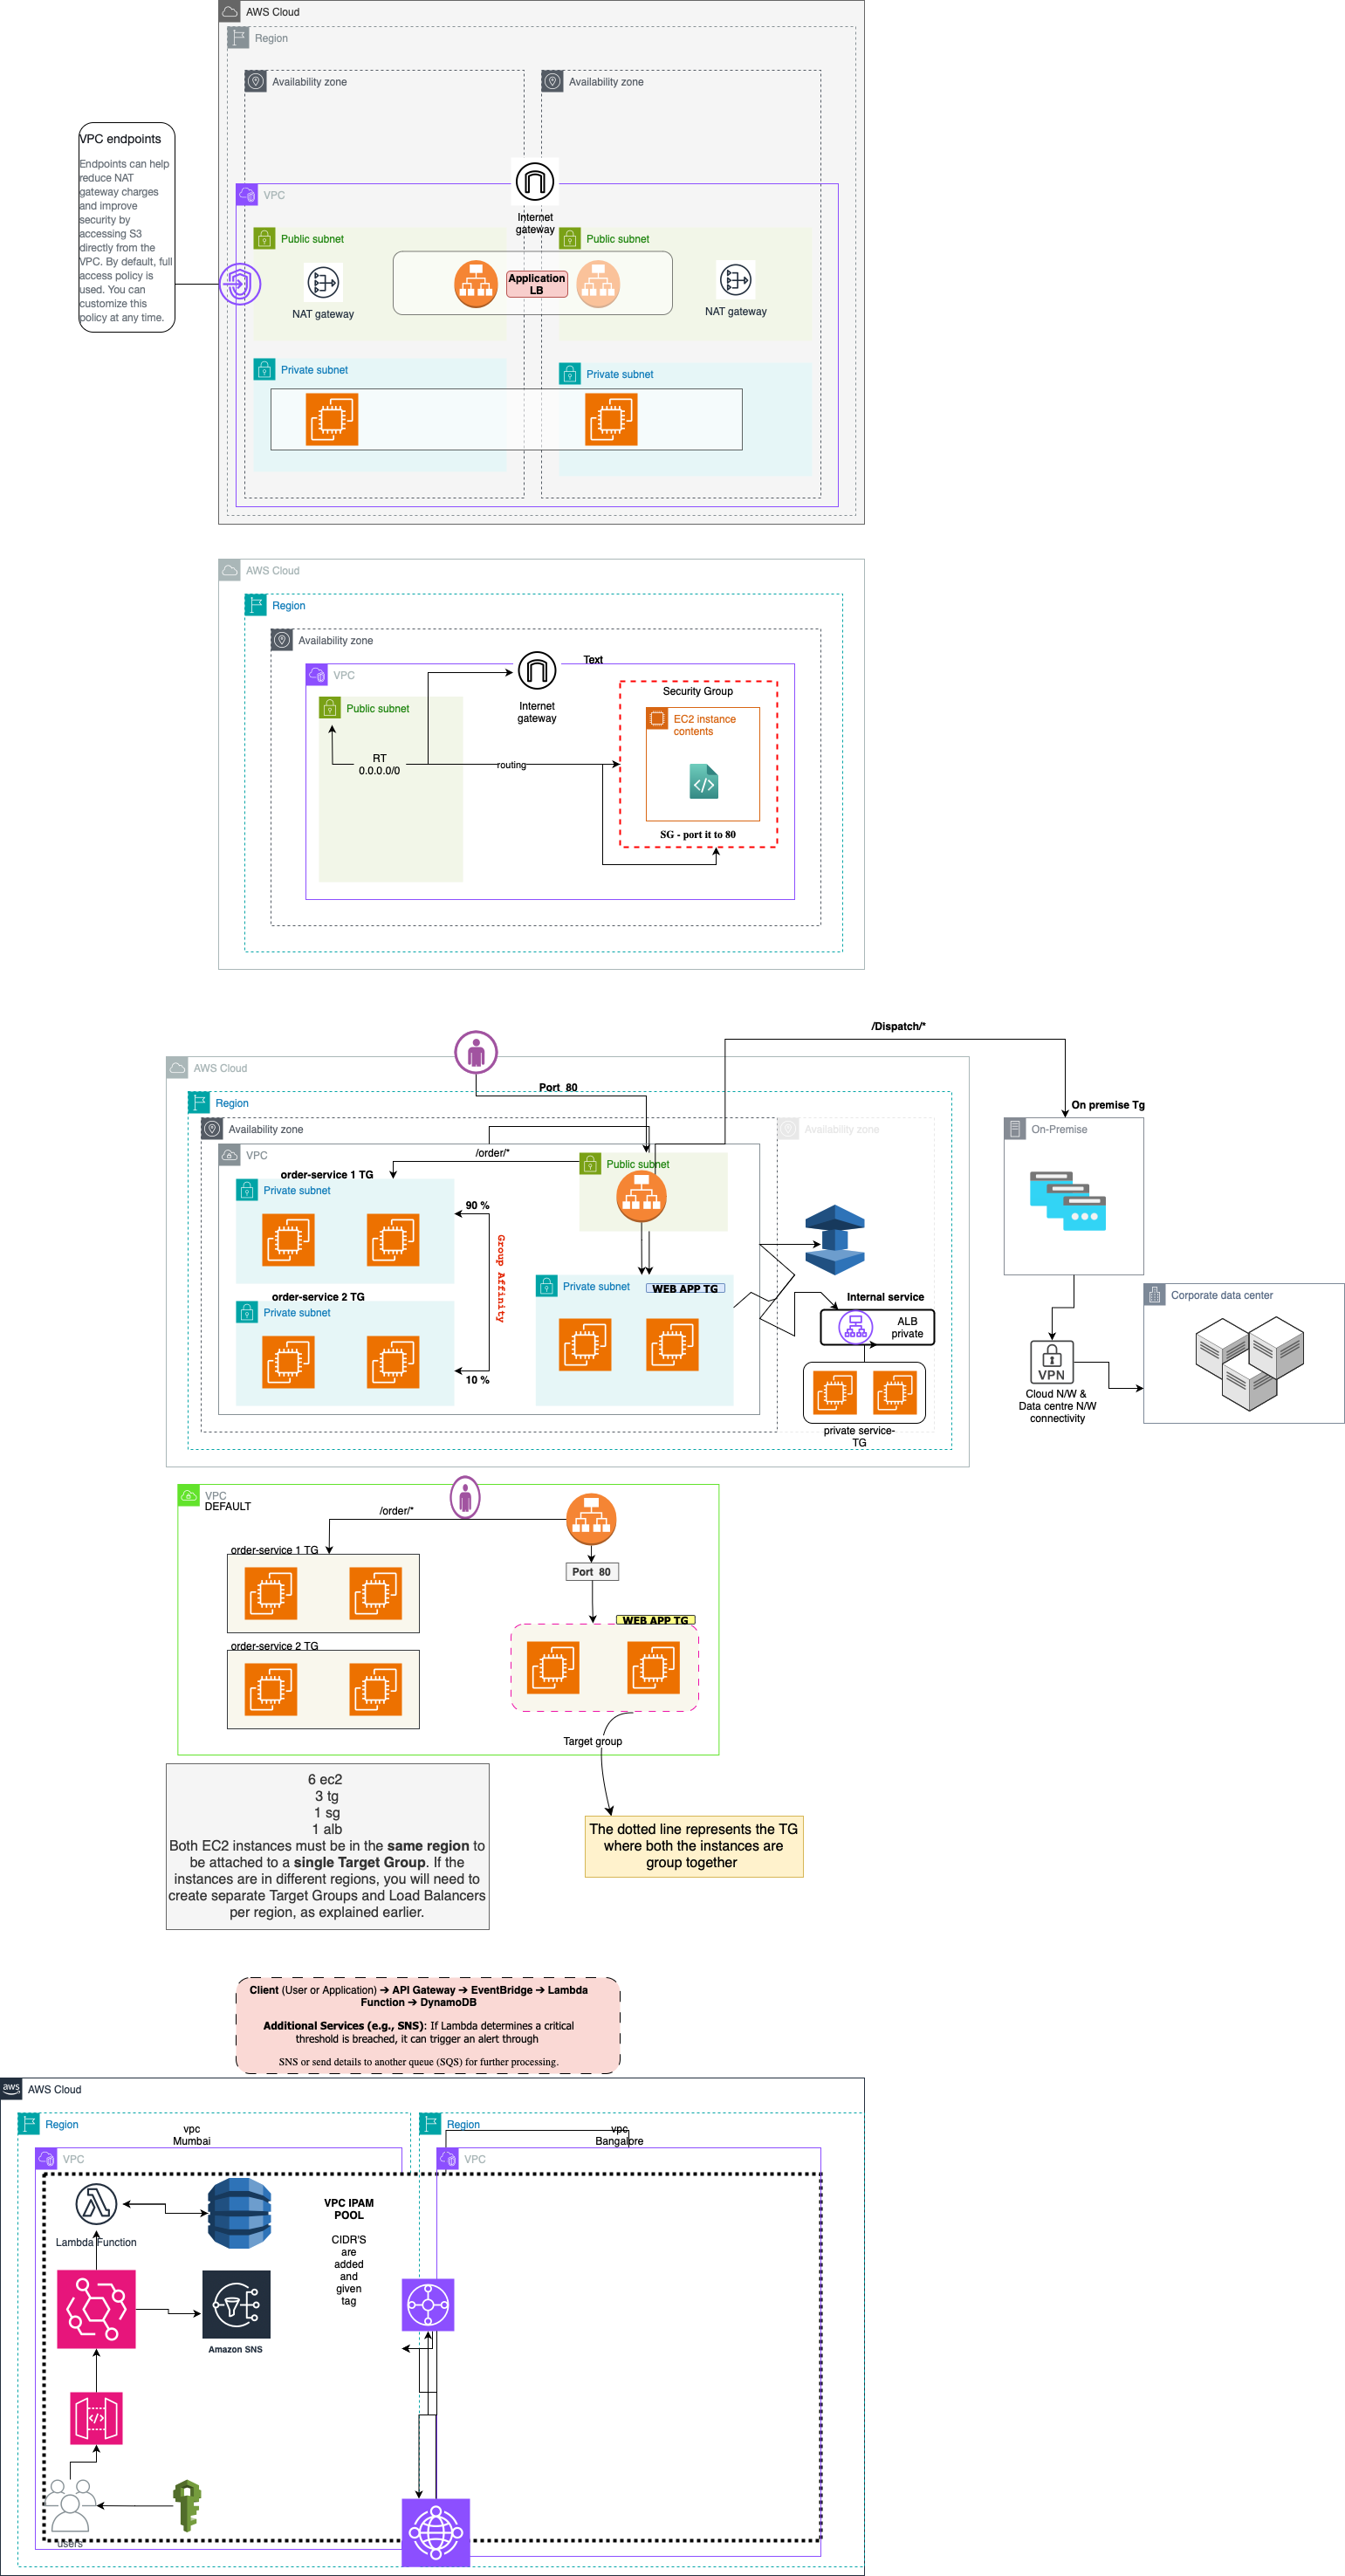 AWS Cloud
Region
Availability zone
Availability zone
VPC endpoints
Endpoints can help
reduce NAT
gateway charges
and improve
security by
accessing S3
directly from the
VPC. By default, full
access policy is
used. You can
customize this
policy at any time.
VPC
Internet
gateway
Public subnet
Public subnet
NAT gateway
Application
LB
NAT gateway
Private subnet
Private subnet
AWS Cloud
Region
Availability zone
VPC
Text
Internet
gateway
Public subnet
RT
0.0.0.0/0
routing
Security Group
EC2 instance
contents
SG - port it to 80
/Dispatch/*
AWS Cloud
Port 80
Region
On premise Tg
Availability zone
Availability zone
On-Premise
VPC
/order/*
Public subnet
order-service 1 TG
Private subnet
90 %
Group Affinity
order-service 2 TG
Private subnet
10 %
Private subnet
WEB APP TG
Internal service
ALB
private
private service-
TG
VPN
Cloud N/W &
Data centre N/W
connectivity
Corporate data center
VPC
DEFAULT
/order/*
order-service 1 TG
Port 80
WEB APP TG
order-service 2 TG
Target group
6 ec2
3 tg
1 sg
1 alb
Both EC2 instances must be in the same region to
be attached to a single Target Group. If the
instances are in different regions, you will need to
create separate Target Groups and Load Balancers
per region, as explained earlier.
The dotted line represents the TG
where both the instances are
group together
Client (User or Application) → API Gateway → EventBridge → Lambda
Function → DynamoDB
Additional Services (e.g., SNS): If Lambda determines a critical
threshold is breached, it can trigger an alert through
SNS or send details to another queue (SQS) for further processing.
aws
AWS Cloud
Region
vpc
Mumbai
Region
vpc
Bangalore
VPC
VPC
Lambda Function
VPC IPAM
POOL
CIDR'S
are
added
and
given
tag
Amazon SNS
users